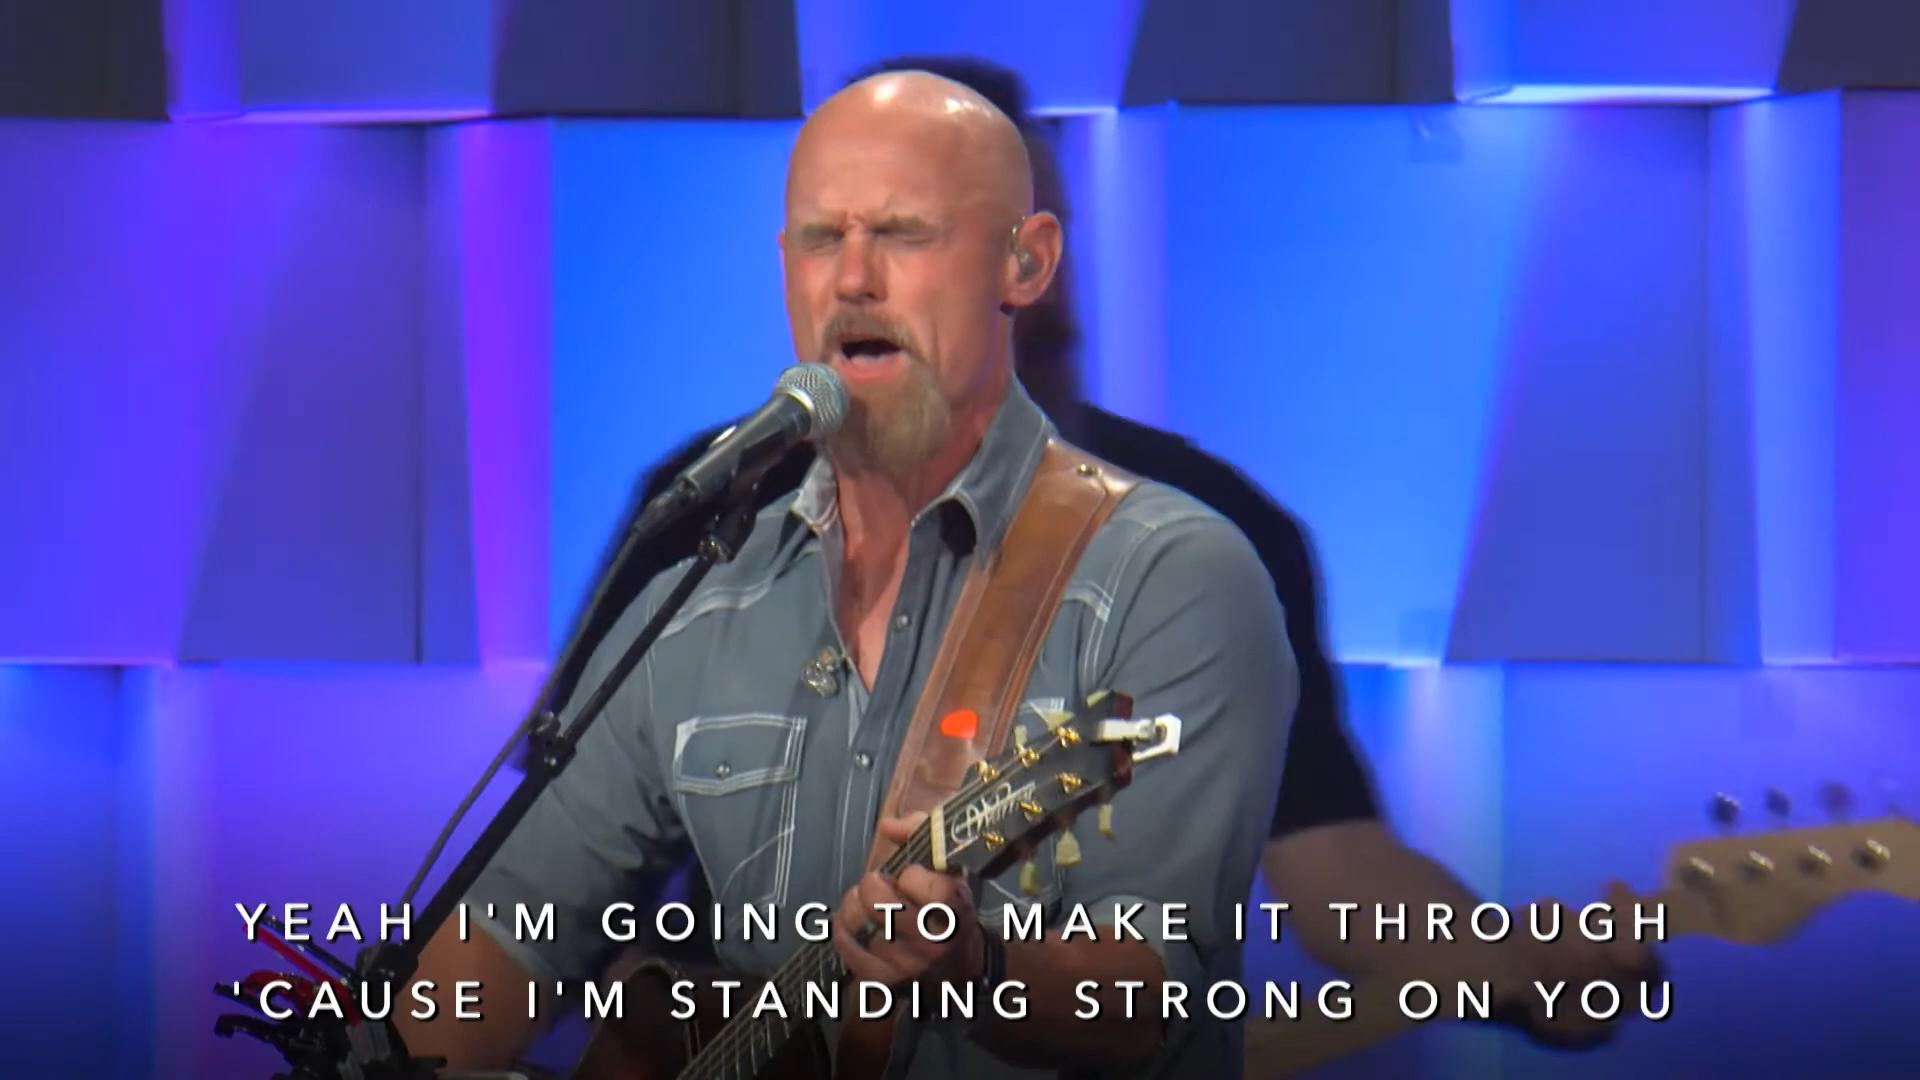 YEAH I'M GOING TO MAKE IT THROUGH
'CAUSE I'M STANDING STRONG ON YOU